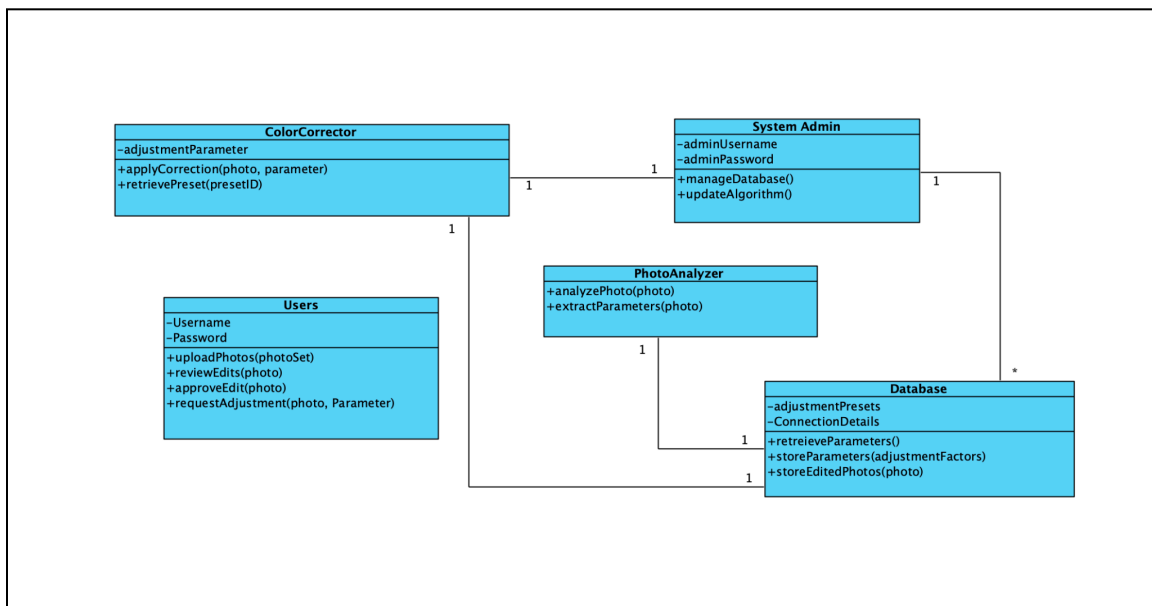 ColorCorrector
-adjustmentParameter
+applyCorrection(photo, parameter)
+retrievePreset(presetID)
1
1
System Admin
-adminUsername
-adminPassword
+manageDatabase()
+updateAlgorithm()
1
1
PhotoAnalyzer
+analyzePhoto(photo)
+extractParameters(photo)
1
Users
-Username
-Password
+uploadPhotos(photoSet)
+reviewEdits(photo)
+approveEdit(photo)
+requestAdjustment(photo, Parameter)
*
Database
-adjustmentPresets
-ConnectionDetails
+retreieveParameters()
+storeParameters(adjustmentFactors)
+storeEditedPhotos(photo)
1
1